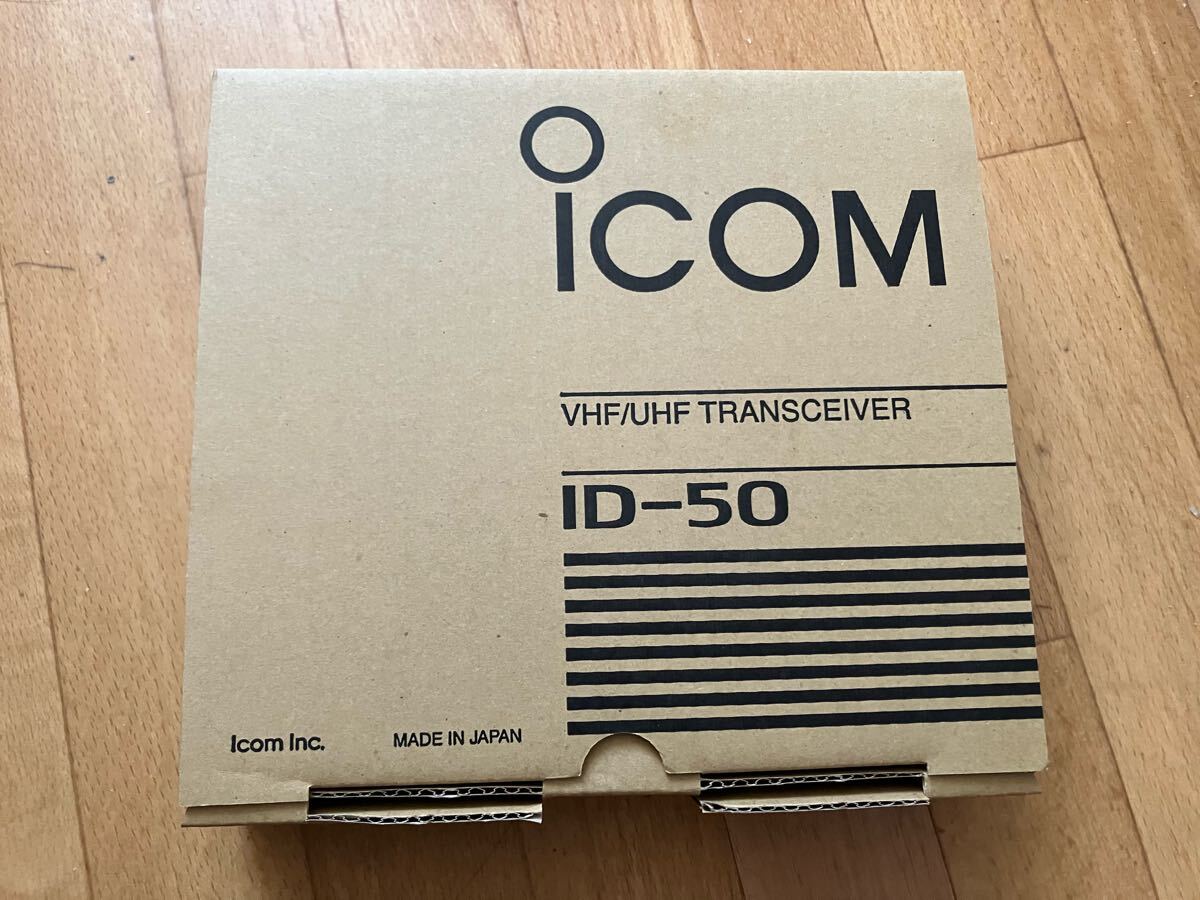 ICOM
VHF/UHF TRANSCEIVER
ID-50
Icom Inc. MADE IN JAPAN